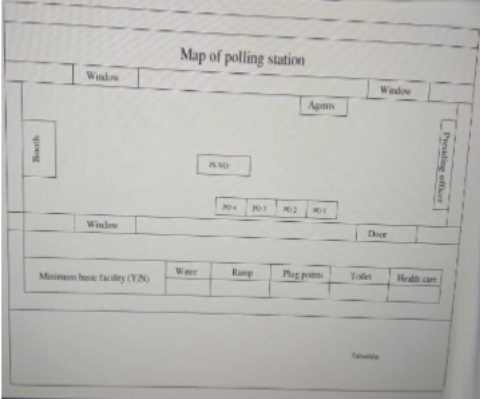 Map of polling station
Window
Window
Agents
Booth
Presiding officer
PS NO
PO 4 PO 3 PO 2 PO 1
Window
Door
Minimum basic facility (Y/N) Water Ramp Plug points Toilet Health care